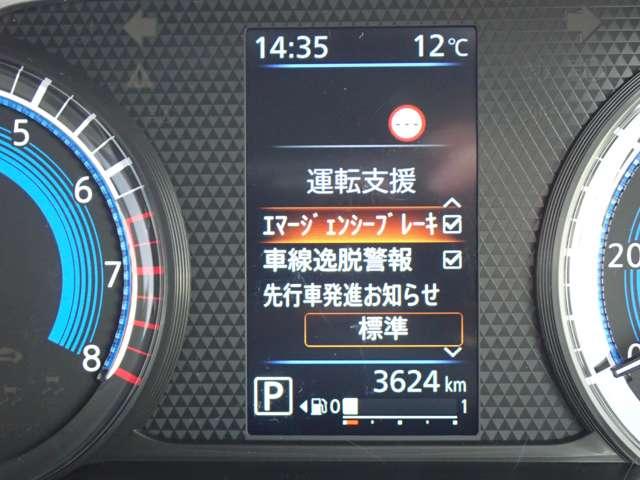 14:35 12℃
---
運転支援
ｴﾏｰｼﾞｪﾝｼｰﾌﾞﾚｰｷ
車線逸脱警報
先行車発進お知らせ
標準
3624 km
P 0 1
5
6
7
8
20
0